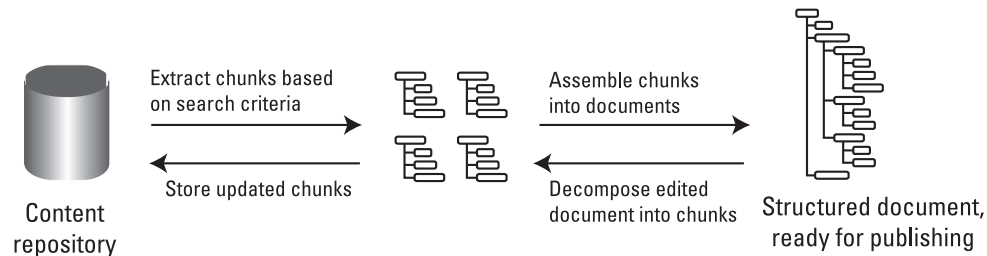 Extract chunks based
on search criteria
Store updated chunks
Content
repository
Assemble chunks
into documents
Decompose edited
document into chunks
Structured document,
ready for publishing